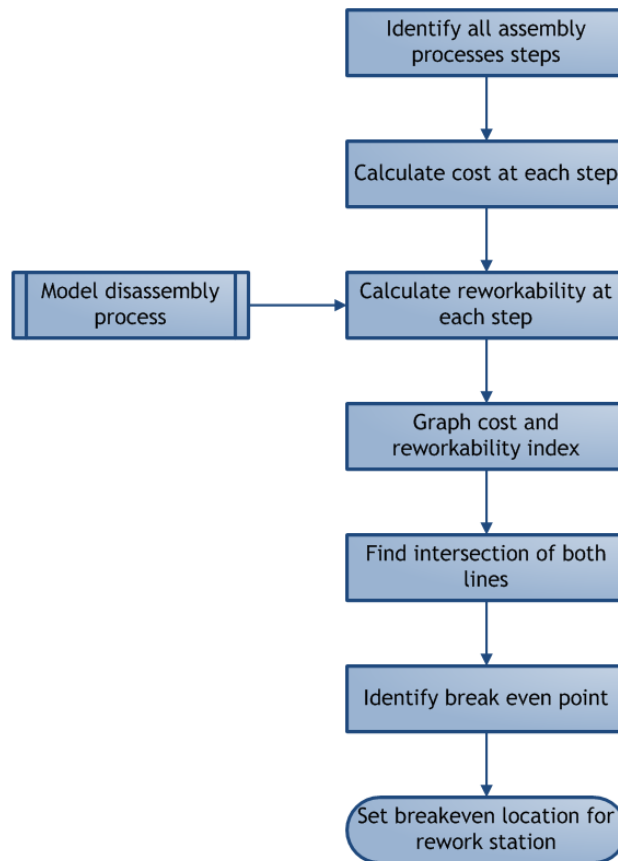 Identify all assembly
processes steps
Calculate cost at each step
Model disassembly
process
Calculate reworkability at
each step
Graph cost and
reworkability index
Find intersection of both
lines
Identify break even point
Set breakeven location for
rework station